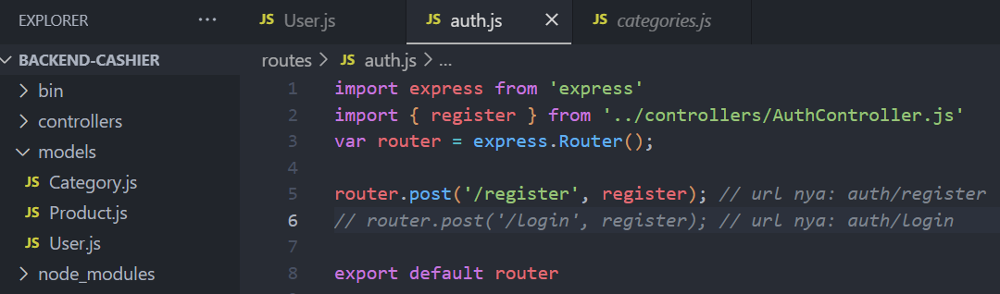 EXPLORER ...
JS User.js
JS auth.js
JS categories.js
BACKEND-CASHIER
bin
controllers
models
JS Category.js
JS Product.js
JS User.js
node_modules
routes > JS auth.js > ...
1 import express from 'express'
2 import { register } from '../controllers/AuthController.js'
3 var router = express.Router();
4
5 router.post('/register', register); // url nya: auth/register
6 // router.post('/login', register); // url nya: auth/login
7
8 export default router